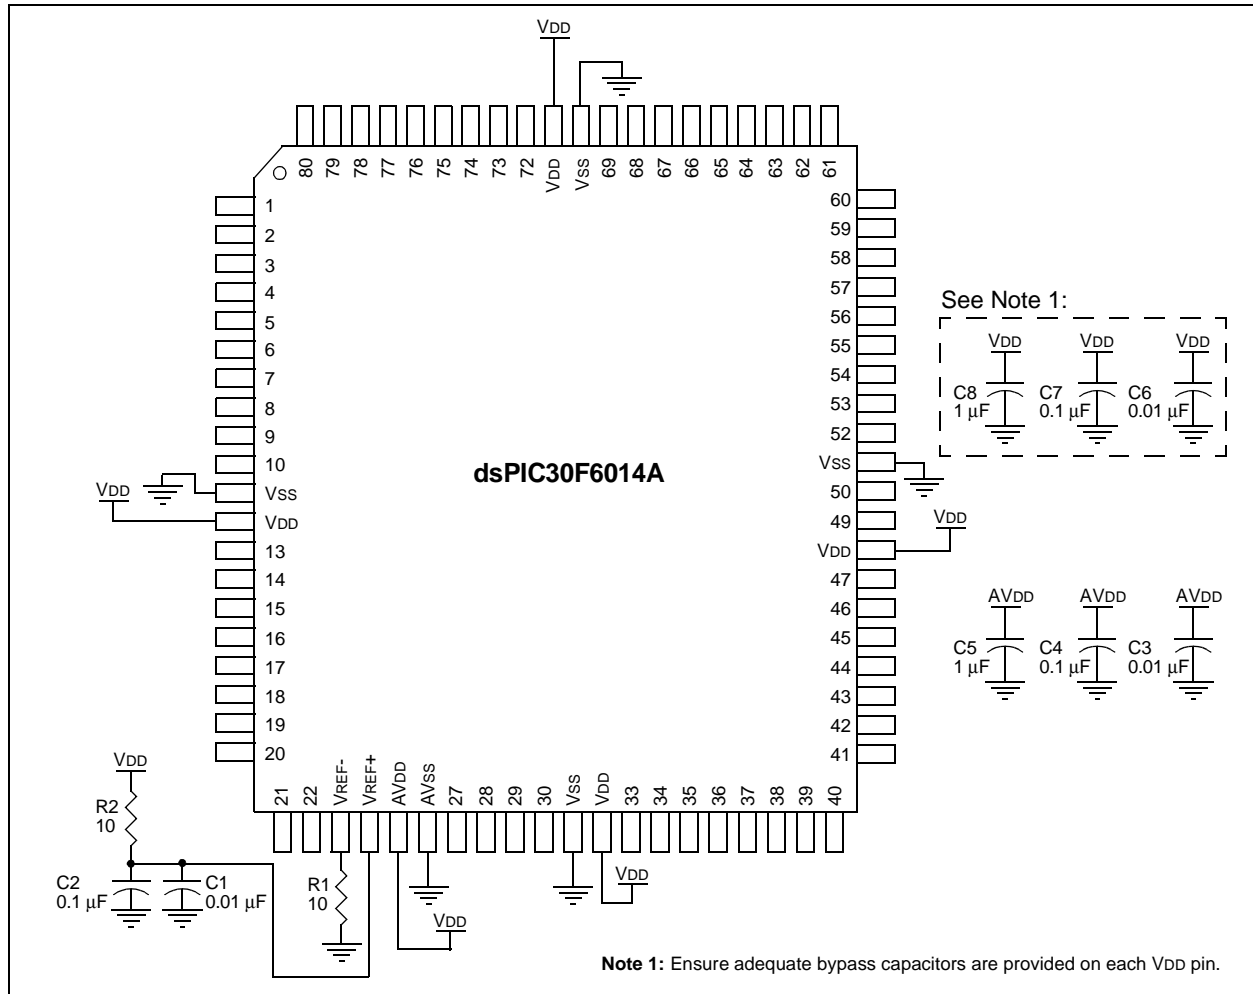 VDD
80 79 78 77 76 75 74 73 72 VDD VSS 69 68 67 66 65 64 63 62 61
1
2
3
4
5
6
7
8
9
10
VSS
VDD
VDD
13
14
15
16
17
18
19
20
dsPIC30F6014A
60
59
58
57
56
55
54
53
52
VSS
50
49
VDD
VDD
47
46
45
44
43
42
41
21 22 VREF- VREF+ AVDD AVSS 27 28 29 30 VSS VDD 33 34 35 36 37 38 39 40
See Note 1:
VDD VDD VDD
C8 C7 C6
1 µF 0.1 µF 0.01 µF
AVDD AVDD AVDD
C5 C4 C3
1 µF 0.1 µF 0.01 µF
VDD
R2
10
C2 C1
0.1 µF 0.01 µF
R1
10
VDD
VDD
Note 1: Ensure adequate bypass capacitors are provided on each VDD pin.